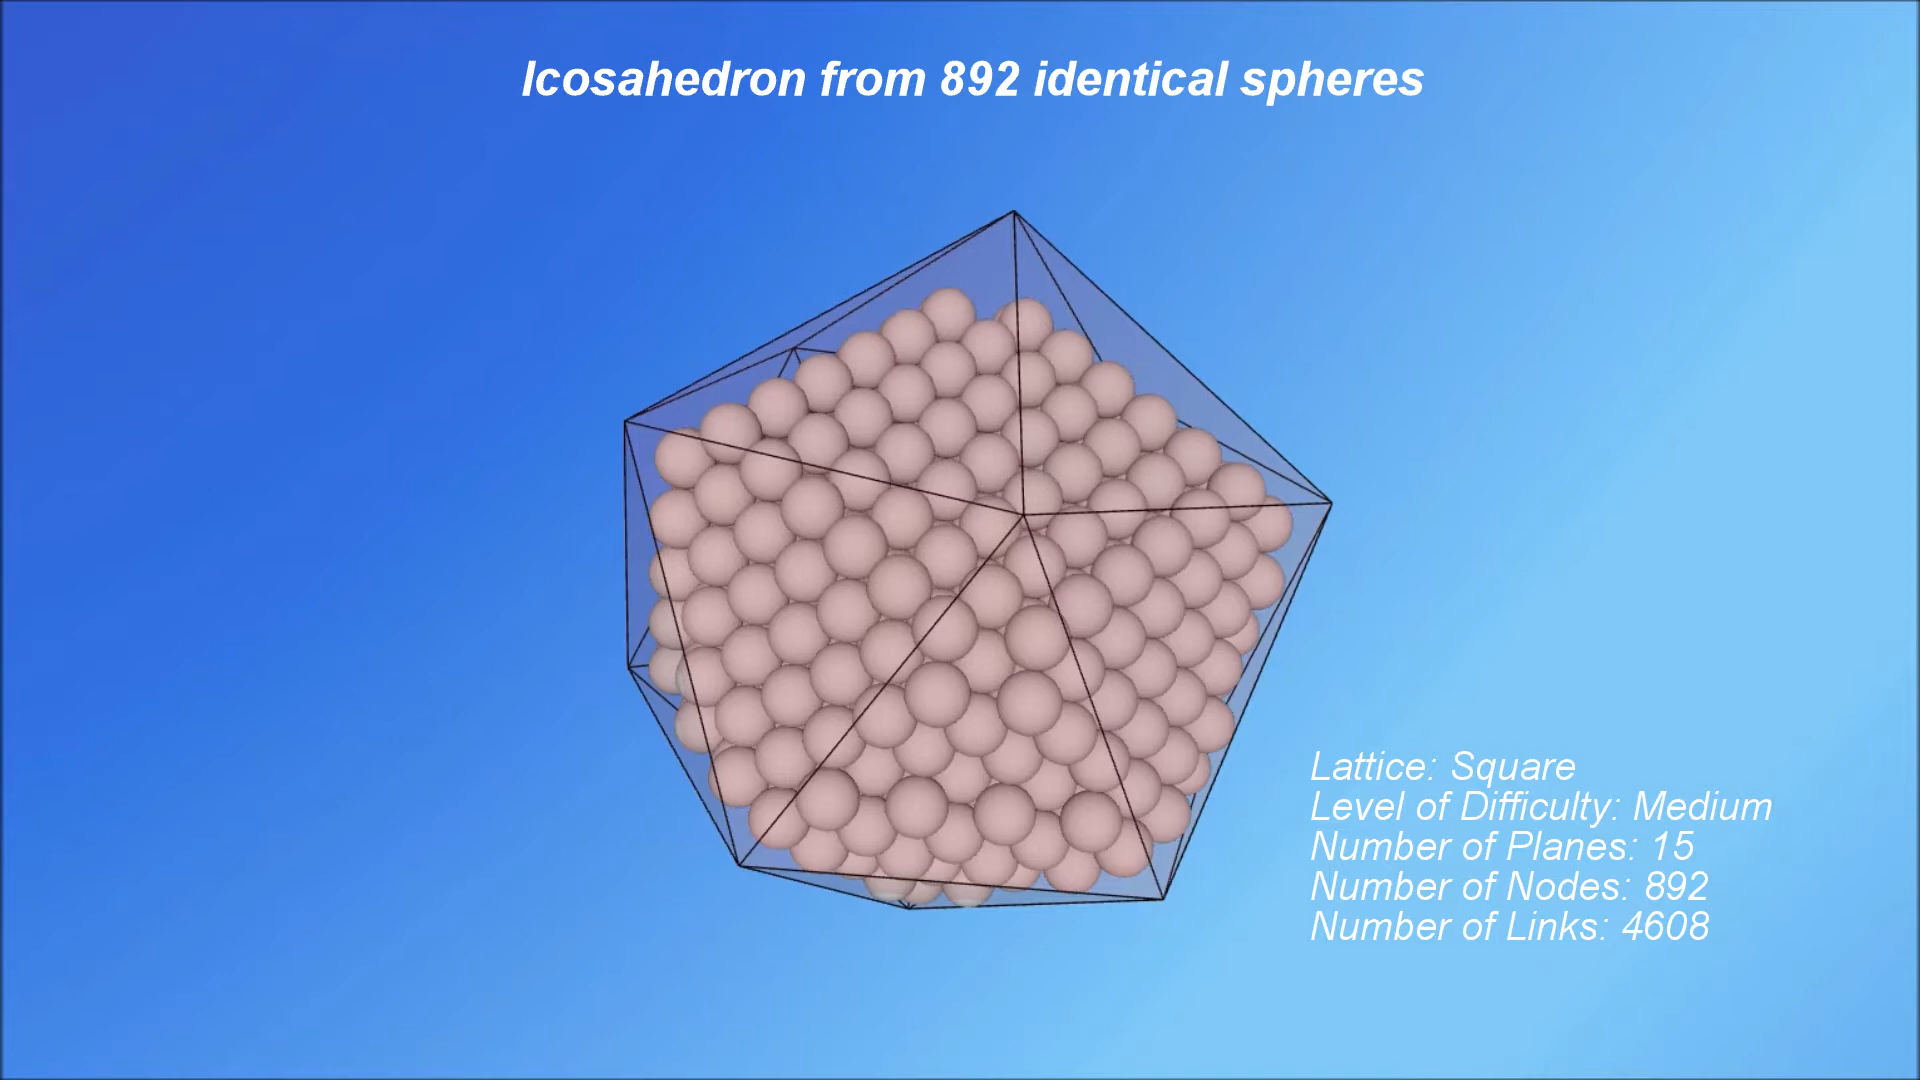 Icosahedron from 892 identical spheres
Lattice: Square
Level of Difficulty: Medium
Number of Planes: 15
Number of Nodes: 892
Number of Links: 4608